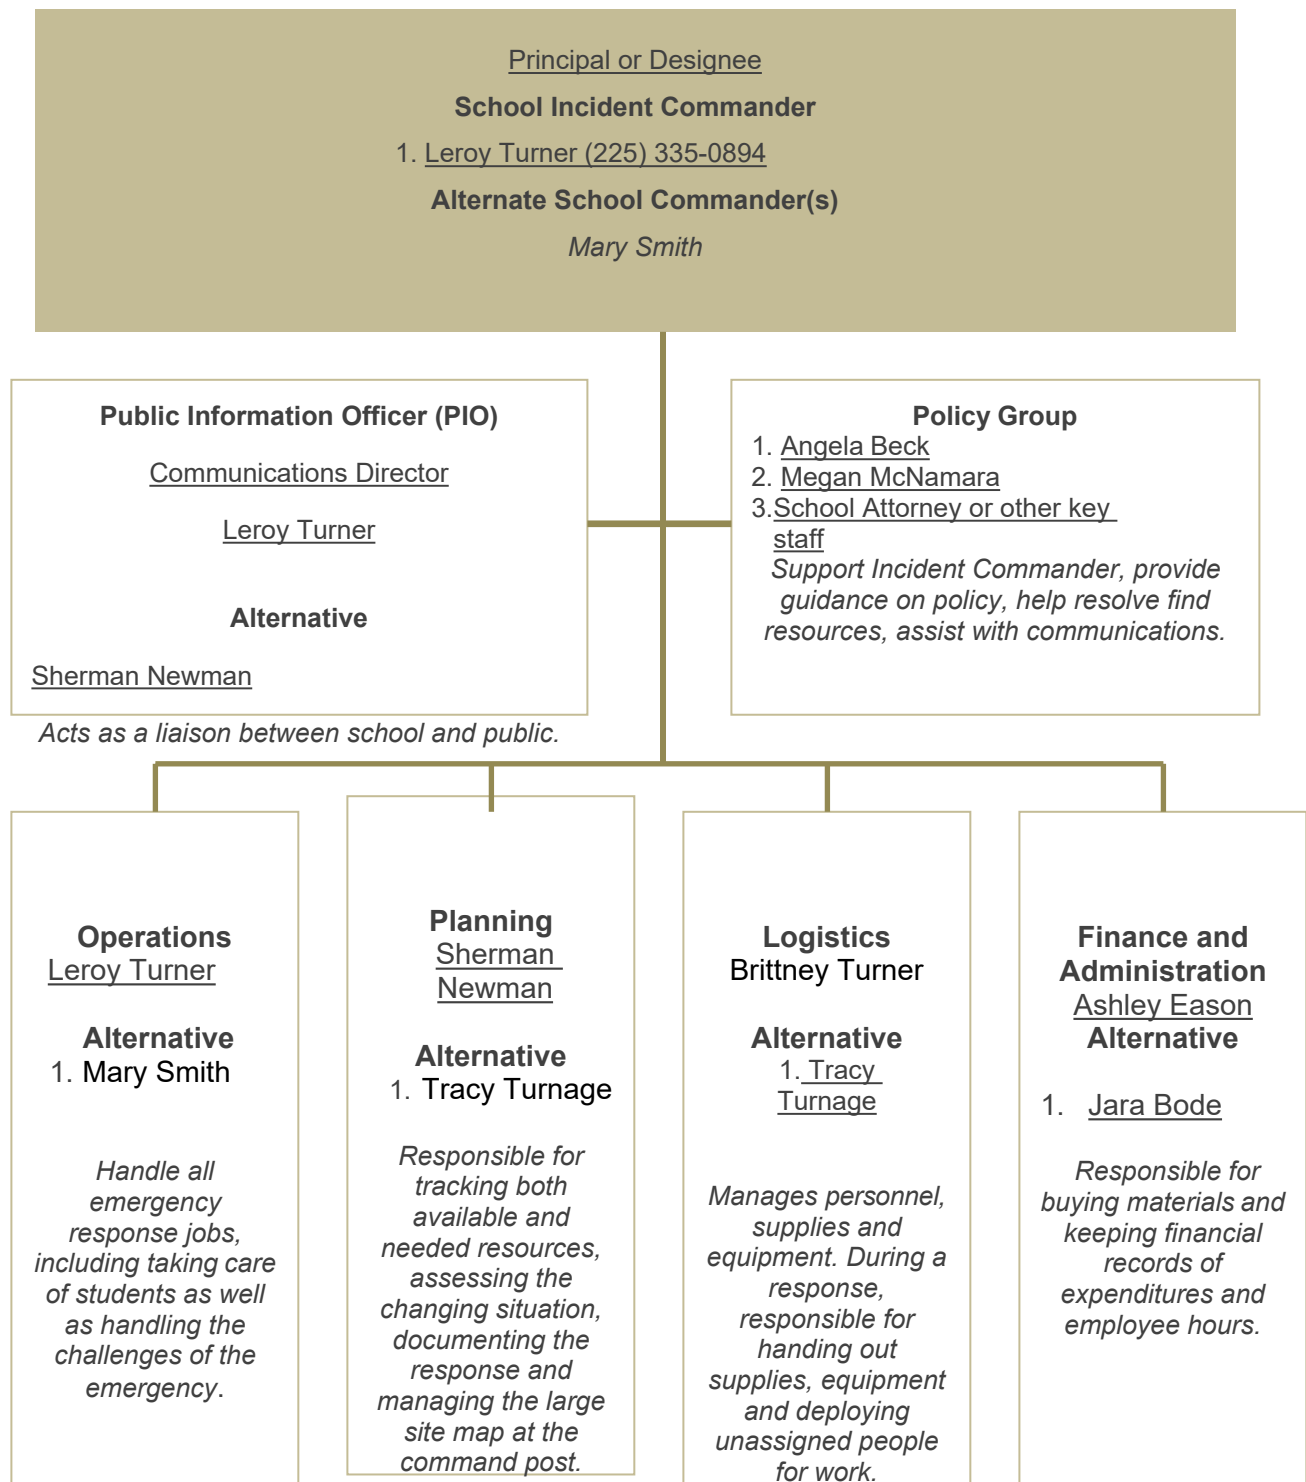 Principal or Designee
School Incident Commander
1. Leroy Turner (225) 335-0894
Alternate School Commander(s)
Mary Smith
Public Information Officer (PIO)
Communications Director
Leroy Turner
Alternative
Sherman Newman
Acts as a liaison between school and public.
Policy Group
1. Angela Beck
2. Megan McNamara
3.School Attorney or other key
staff
Support Incident Commander, provide
guidance on policy, help resolve find
resources, assist with communications.
Operations
Leroy Turner
Alternative
1. Mary Smith
Handle all
emergency
response jobs,
including taking care
of students as well
as handling the
challenges of the
emergency.
Planning
Sherman
Newman
Alternative
1. Tracy Turnage
Responsible for
tracking both
available and
needed resources,
assessing the
changing situation,
documenting the
response and
managing the large
site map at the
command post.
Logistics
Brittney Turner
Alternative
1. Tracy
Turnage
Manages personnel,
supplies and
equipment. During a
response,
responsible for
handing out
supplies, equipment
and deploying
unassigned people
for work.
Finance and
Administration
Ashley Eason
Alternative
1. Jara Bode
Responsible for
buying materials and
keeping financial
records of
expenditures and
employee hours.